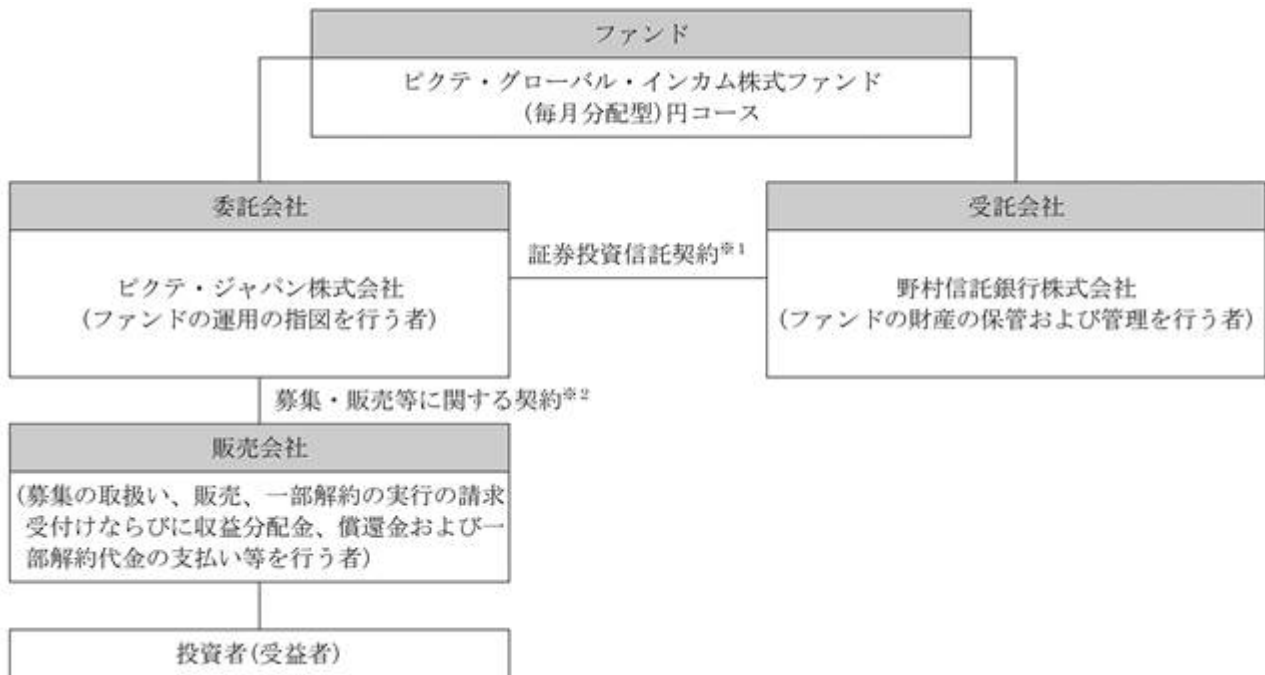 ファンド
ピクテ・グローバル・インカム株式ファンド
(毎月分配型)円コース
委託会社
ピクテ・ジャパン株式会社
(ファンドの運用の指図を行う者)
証券投資信託契約※1
受託会社
野村信託銀行株式会社
(ファンドの財産の保管および管理を行う者)
募集・販売等に関する契約※2
販売会社
(募集の取扱い、販売、一部解約の実行の請求
受付けならびに収益分配金、償還金および一
部解約代金の支払い等を行う者)
投資者(受益者)